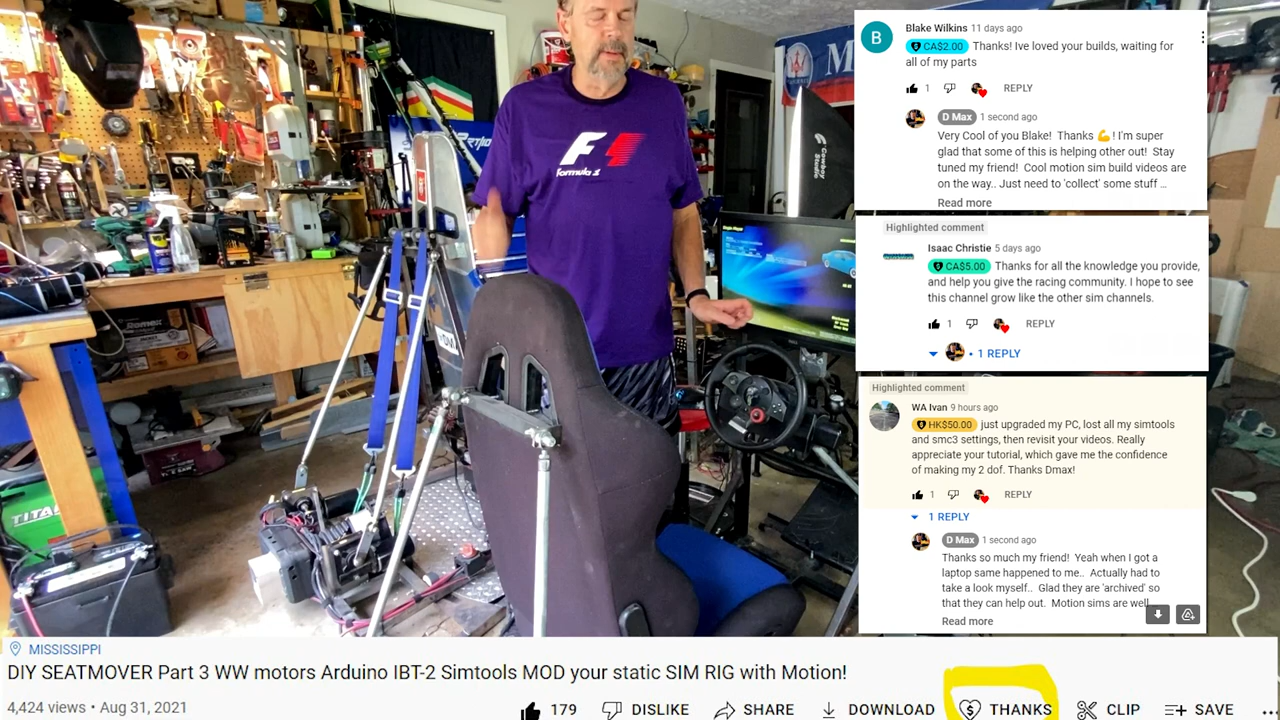 F1
formula 1
Cowboy
Studio
M
TITAN
Romex
B
Blake Wilkins 11 days ago
CA$2.00 Thanks! Ive loved your builds, waiting for
all of my parts
1 REPLY
D Max 1 second ago
Very Cool of you Blake! Thanks 💪! I'm super
glad that some of this is helping other out! Stay
tuned my friend! Cool motion sim build videos are
on the way.. Just need to 'collect' some stuff ...
Read more
Highlighted comment
Isaac Christie 5 days ago
CA$5.00 Thanks for all the knowledge you provide,
and help you give the racing community. I hope to see
this channel grow like the other sim channels.
1 REPLY
• 1 REPLY
Highlighted comment
WA Ivan 9 hours ago
HK$50.00 just upgraded my PC, lost all my simtools
and smc3 settings, then revisit your videos. Really
appreciate your tutorial, which gave me the confidence
of making my 2 dof. Thanks Dmax!
1 REPLY
1 REPLY
D Max 1 second ago
Thanks so much my friend! Yeah when I got a
laptop same happened to me.. Actually had to
take a look myself.. Glad they are 'archived' so
that they can help out. Motion sims are well
Read more
MISSISSIPPI
DIY SEATMOVER Part 3 WW motors Arduino IBT-2 Simtools MOD your static SIM RIG with Motion!
4,424 views • Aug 31, 2021
179 DISLIKE SHARE DOWNLOAD $ THANKS CLIP SAVE ...